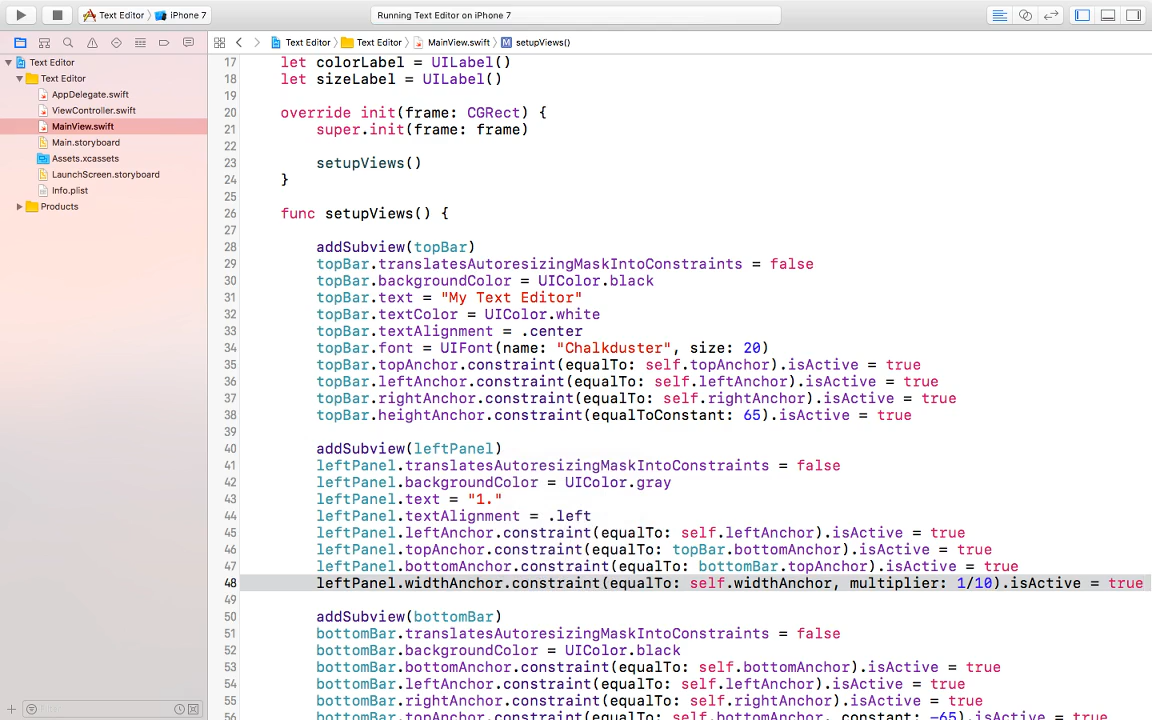 Text Editor
iPhone 7
Running Text Editor on iPhone 7
Text Editor
Text Editor
MainView.swift
M
setupViews()
Text Editor
Text Editor
AppDelegate.swift
ViewController.swift
MainView.swift
Main.storyboard
Assets.xcassets
LaunchScreen.storyboard
Info.plist
Products
17 let colorLabel = UILabel()
18 let sizeLabel = UILabel()
19
20 override init(frame: CGRect) {
21 super.init(frame: frame)
22
23 setupViews()
24 }
25
26 func setupViews() {
27
28 addSubview(topBar)
29 topBar.translatesAutoresizingMaskIntoConstraints = false
30 topBar.backgroundColor = UIColor.black
31 topBar.text = "My Text Editor"
32 topBar.textColor = UIColor.white
33 topBar.textAlignment = .center
34 topBar.font = UIFont(name: "Chalkduster", size: 20)
35 topBar.topAnchor.constraint(equalTo: self.topAnchor).isActive = true
36 topBar.leftAnchor.constraint(equalTo: self.leftAnchor).isActive = true
37 topBar.rightAnchor.constraint(equalTo: self.rightAnchor).isActive = true
38 topBar.heightAnchor.constraint(equalToConstant: 65).isActive = true
39
40 addSubview(leftPanel)
41 leftPanel.translatesAutoresizingMaskIntoConstraints = false
42 leftPanel.backgroundColor = UIColor.gray
43 leftPanel.text = "1."
44 leftPanel.textAlignment = .left
45 leftPanel.leftAnchor.constraint(equalTo: self.leftAnchor).isActive = true
46 leftPanel.topAnchor.constraint(equalTo: topBar.bottomAnchor).isActive = true
47 leftPanel.bottomAnchor.constraint(equalTo: bottomBar.topAnchor).isActive = true
48 leftPanel.widthAnchor.constraint(equalTo: self.widthAnchor, multiplier: 1/10).isActive = true
49
50 addSubview(bottomBar)
51 bottomBar.translatesAutoresizingMaskIntoConstraints = false
52 bottomBar.backgroundColor = UIColor.black
53 bottomBar.bottomAnchor.constraint(equalTo: self.bottomAnchor).isActive = true
54 bottomBar.leftAnchor.constraint(equalTo: self.leftAnchor).isActive = true
55 bottomBar.rightAnchor.constraint(equalTo: self.rightAnchor).isActive = true
56 bottomBar.topAnchor.constraint(equalTo: self.bottomAnchor, constant: -65).isActive = true